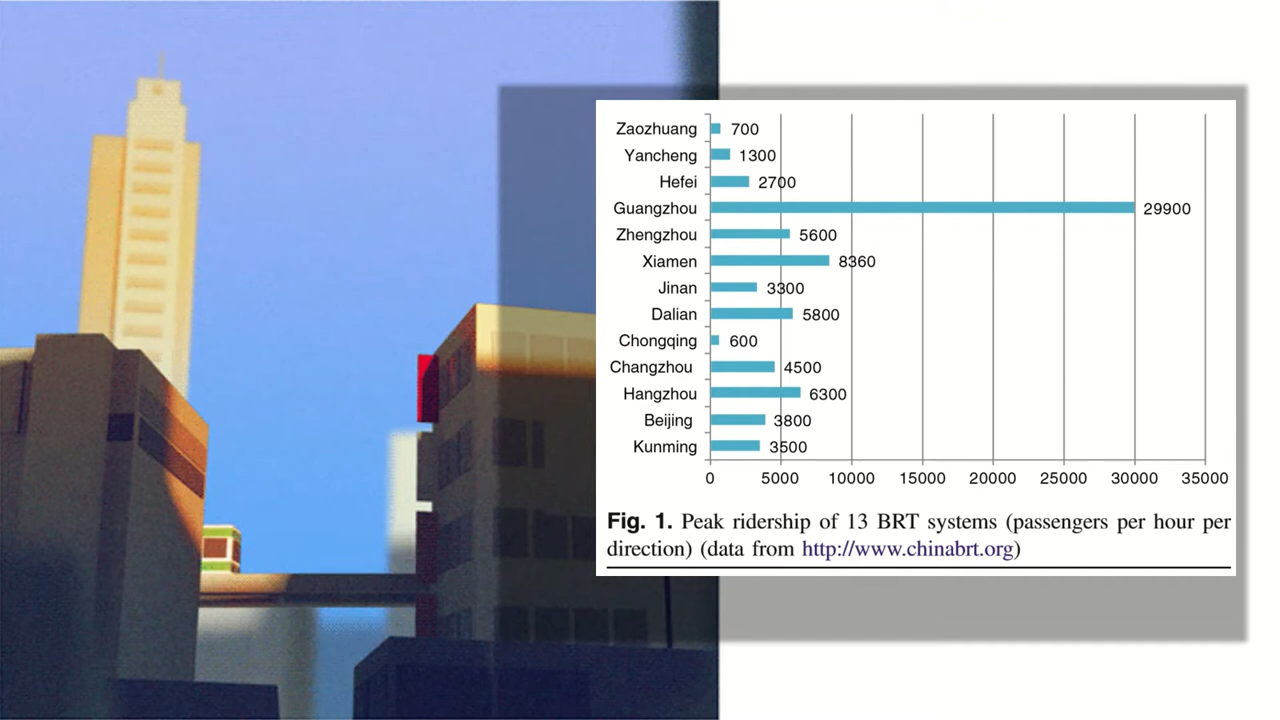 Zaozhuang 700
Yancheng 1300
Hefei 2700
Guangzhou 29900
Zhengzhou 5600
Xiamen 8360
Jinan 3300
Dalian 5800
Chongqing 600
Changzhou 4500
Hangzhou 6300
Beijing 3800
Kunming 3500
0 5000 10000 15000 20000 25000 30000 35000
Fig. 1. Peak ridership of 13 BRT systems (passengers per hour per
direction) (data from http://www.chinabrt.org)